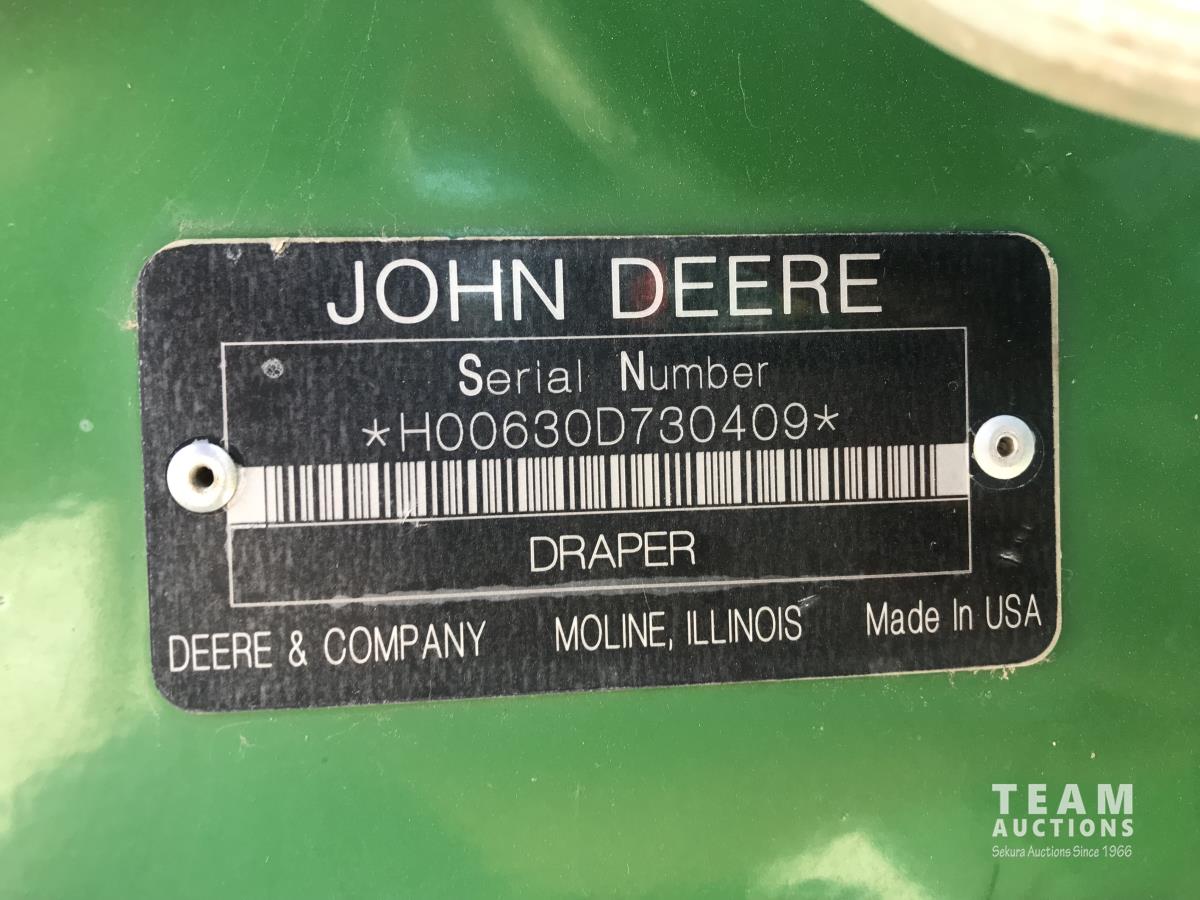 JOHN DEERE
Serial Number
*H00630D730409*
DRAPER
DEERE & COMPANY MOLINE, ILLINOIS Made In USA
TEAM
AUCTIONS
Sekura Auctions Since 1966